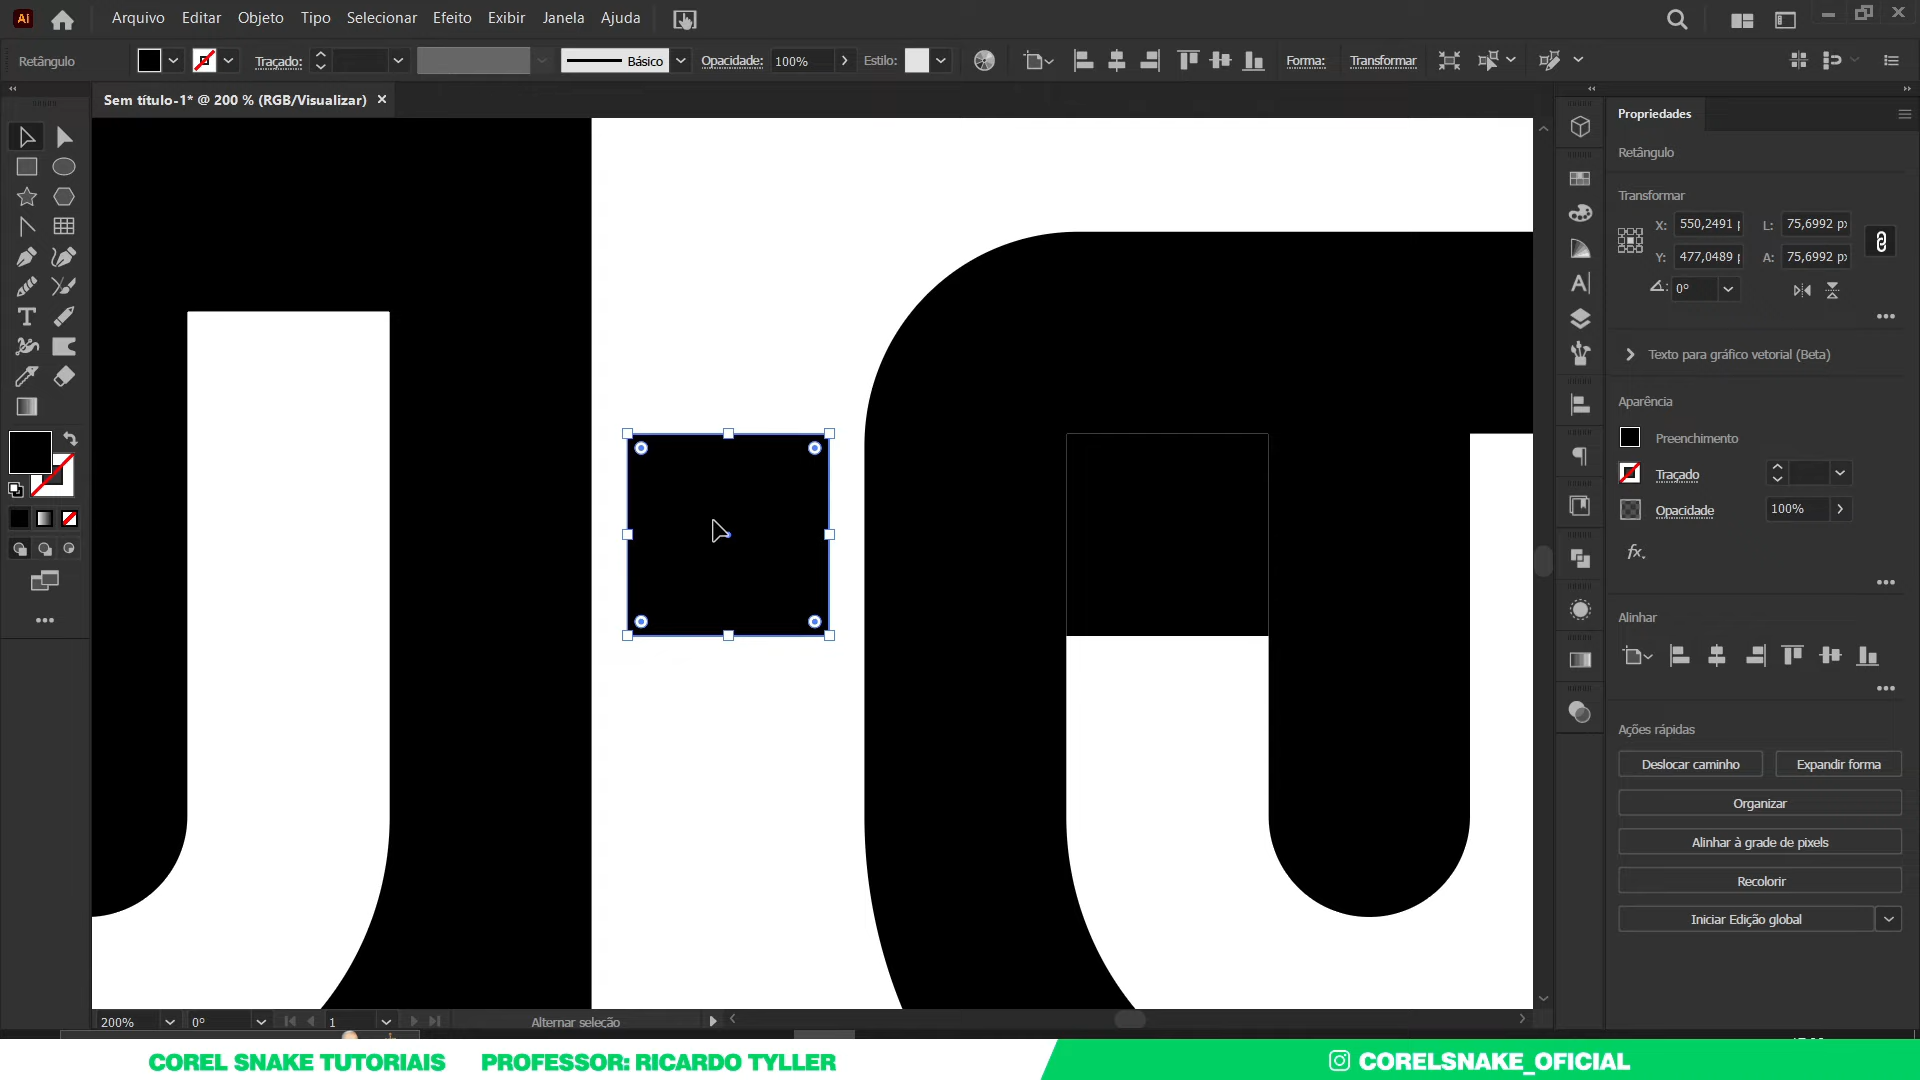 Ai Arquivo Editar Objeto Tipo Selecionar Efeito Exibir Janela Ajuda
Retângulo Traçado: Básico Opacidade: 100% Estilo: Forma: Transformar
Sem título-1* @ 200 % (RGB/Visualizar) ×
Propriedades
Retângulo
Transformar
X: 550,2491 L: 75,6992 px
Y: 477,0489 A: 75,6992 px
0°
Texto para gráfico vetorial (Beta)
Aparência
Preenchimento
Traçado
Opacidade 100%
fx.
Alinhar
Ações rápidas
Deslocar caminho Expandir forma
Organizar
Alinhar à grade de pixels
Recolorir
Iniciar Edição global
200% 0° 1 Alternar seleção
COREL SNAKE TUTORIAIS PROFESSOR: RICARDO TYLLER CORELSNAKE_OFICIAL